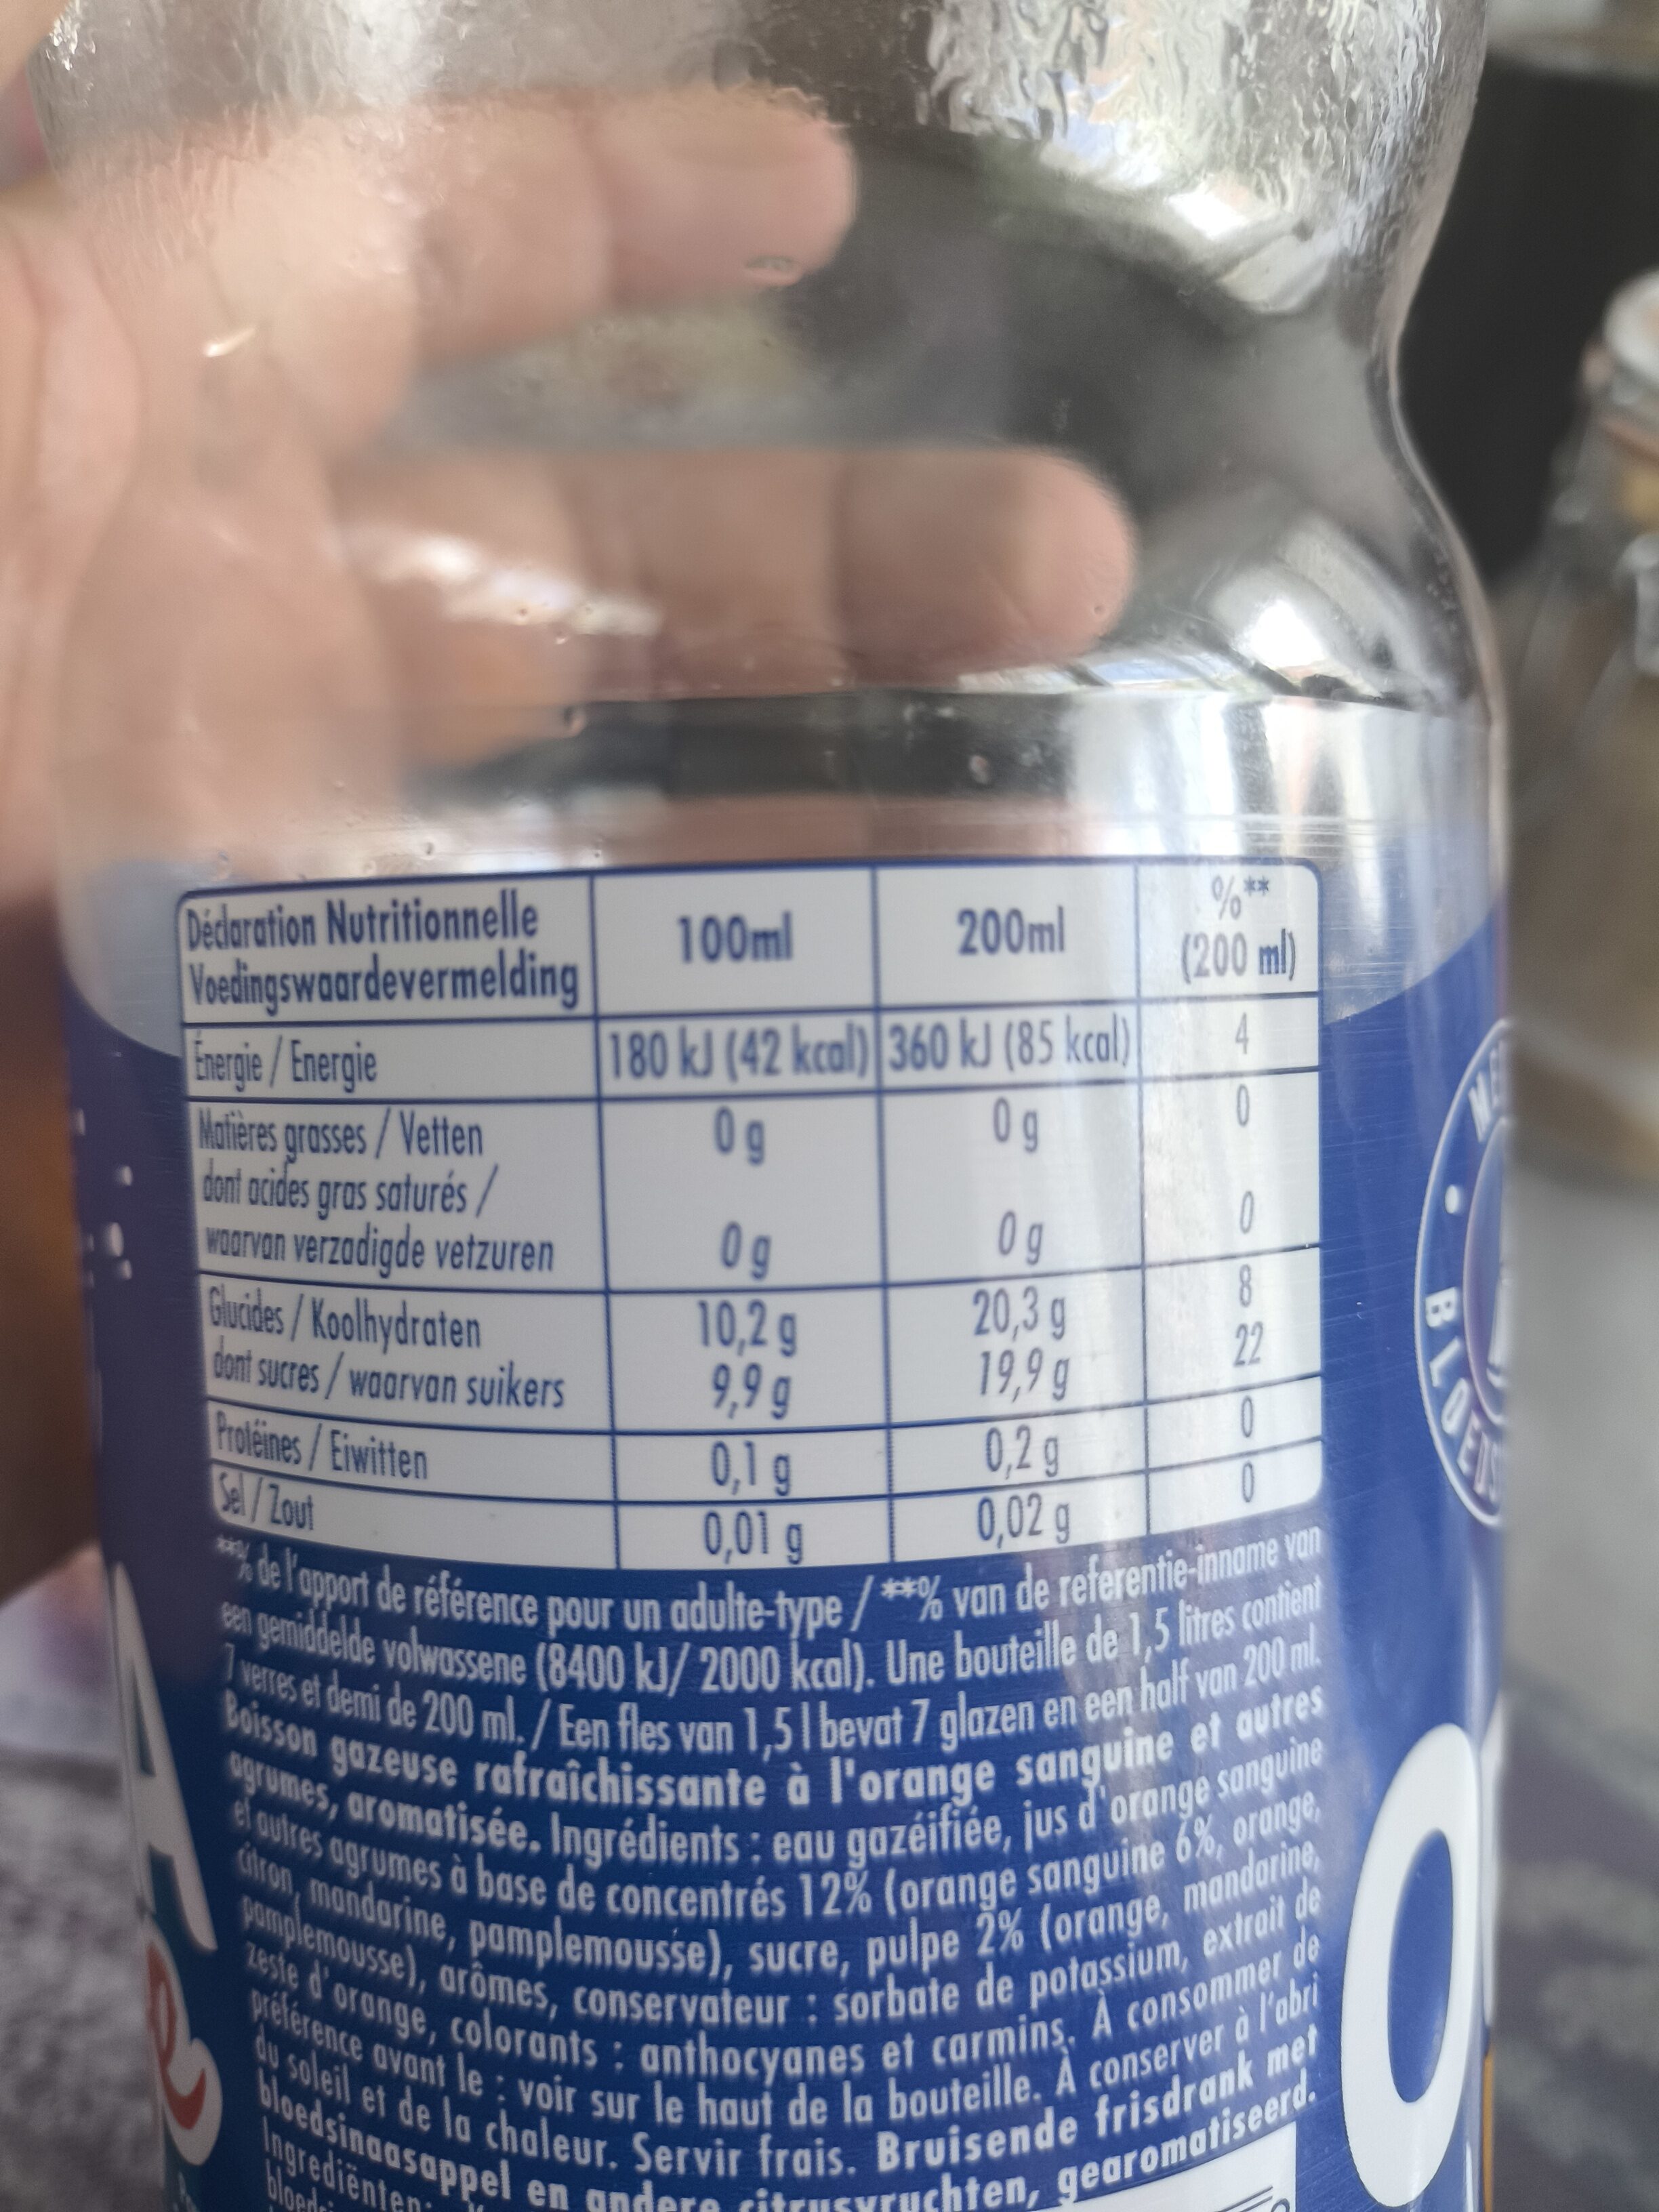 Déclaration Nutritionnelle
Voedingswaardevermelding
100ml
200ml
%**
(200 ml)
Énergie / Energie 180 kJ (42 kcal) 360 kJ (85 kcal) 4
Matières grasses / Vetten 0 g 0 g 0
dont acides gras saturés /
waarvan verzadigde vetzuren 0 g 0 g 0
Glucides / Koolhydraten 10,2 g 20,3 g 8
dont sucres / waarvan suikers 9,9 g 19,9 g 22
Protéines / Eiwitten 0,1 g 0,2 g 0
Sel / Zout 0,01 g 0,02 g 0
**% de l'apport de référence pour un adulte-type / **% van de referentie-inname van
een gemiddelde volwassene (8400 kJ/ 2000 kcal). Une bouteille de 1,5 litres contient
7 verres et demi de 200 ml. / Een fles van 1,5 l bevat 7 glazen en een half van 200 ml.
Boisson gazeuse rafraîchissante à l'orange sanguine et autres
agrumes, aromatisée. Ingrédients : eau gazéifiée, jus d'orange sanguine
et autres agrumes à base de concentrés 12% (orange sanguine 6%, orange,
citron, mandarine, pamplemousse), sucre, pulpe 2% (orange, mandarine,
pamplemousse), arômes, conservateur : sorbate de potassium, extrait de
zeste d'orange, colorants : anthocyanes et carmins. À consommer de
préférence avant le : voir sur le haut de la bouteille. À conserver à l'abri
du soleil et de la chaleur. Servir frais. Bruisende frisdrank met
bloedsinaasappel en andere citrusvruchten, gearomatiseerd.
Ingrediënten: